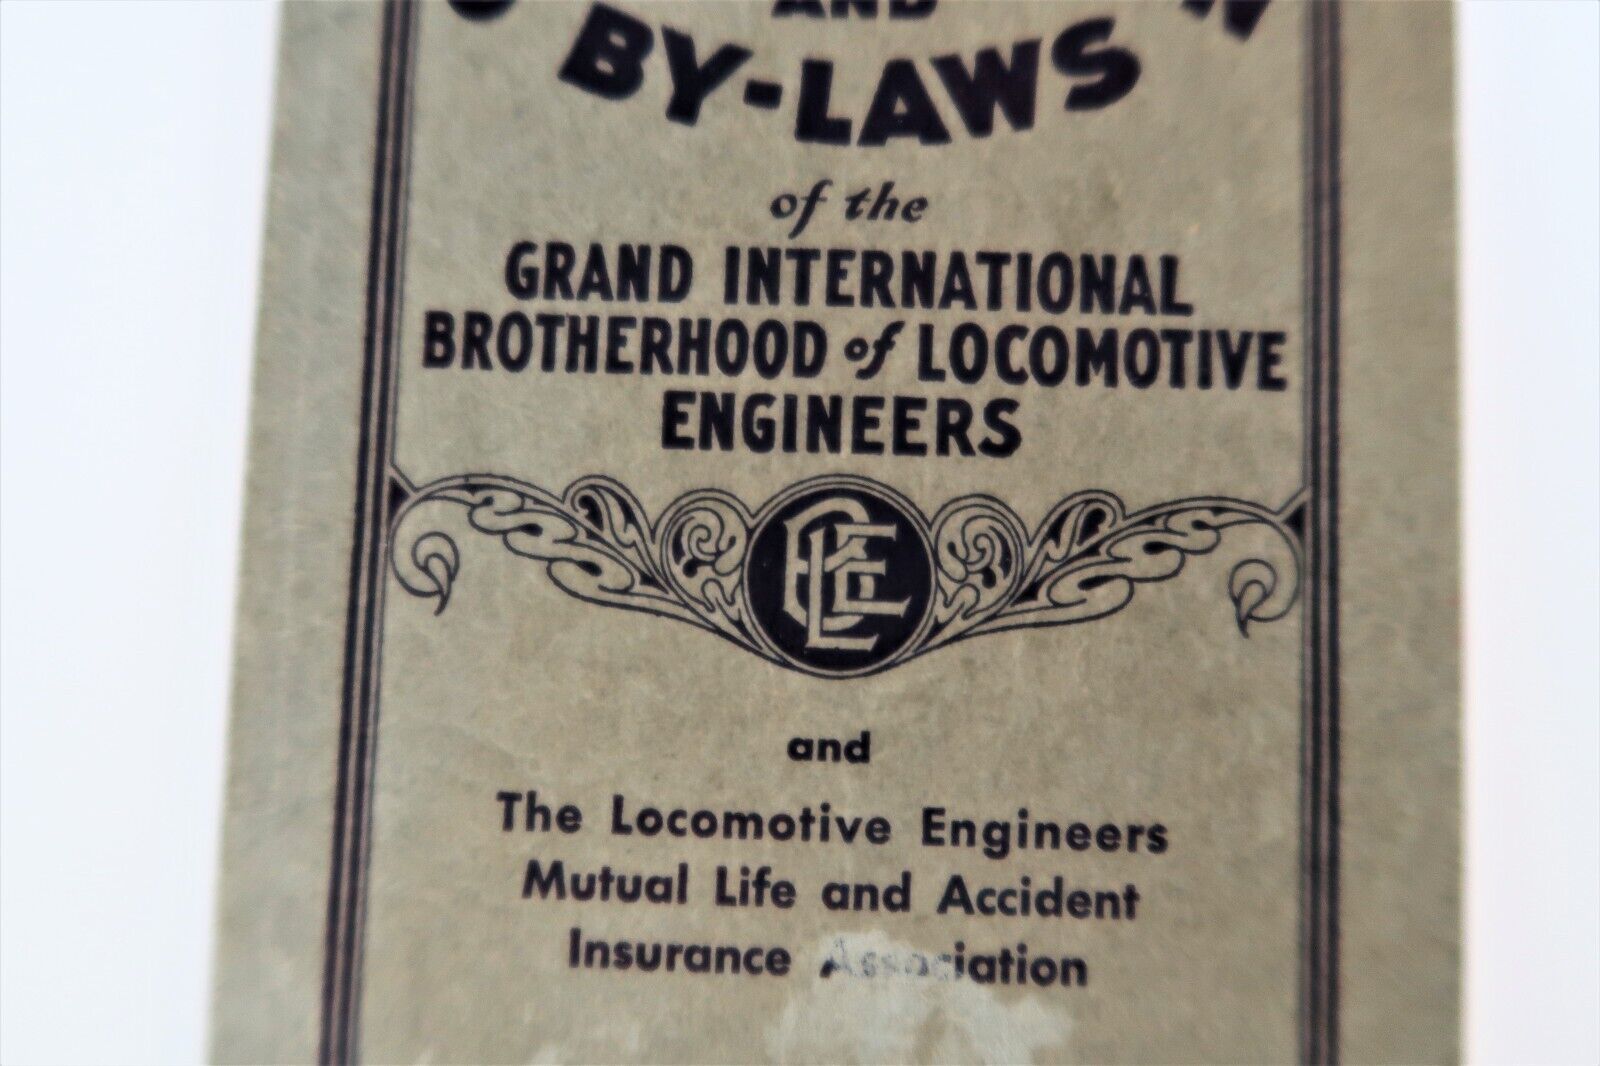 AND
BY-LAWS
of the
GRAND INTERNATIONAL
BROTHERHOOD of LOCOMOTIVE
ENGINEERS
BLE
and
The Locomotive Engineers
Mutual Life and Accident
Insurance Association